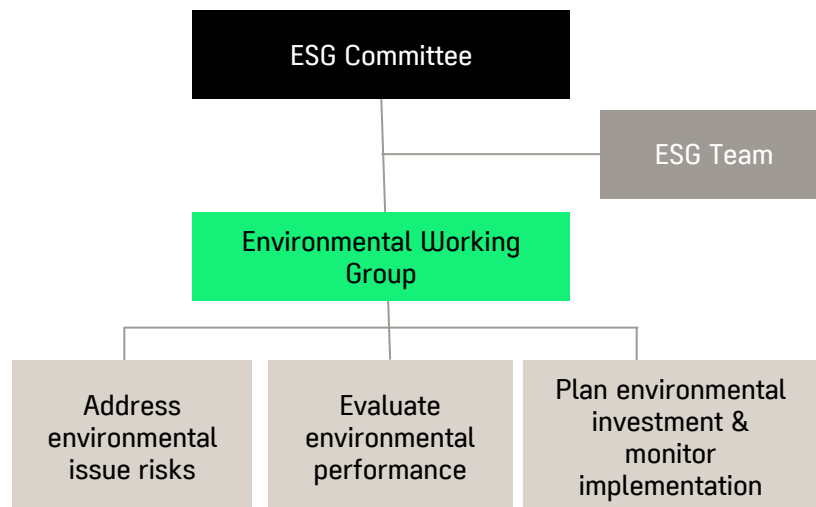 ESG Committee
ESG Team
Environmental Working
Group
Address
environmental
issue risks
Evaluate
environmental
performance
Plan environmental
investment &
monitor
implementation